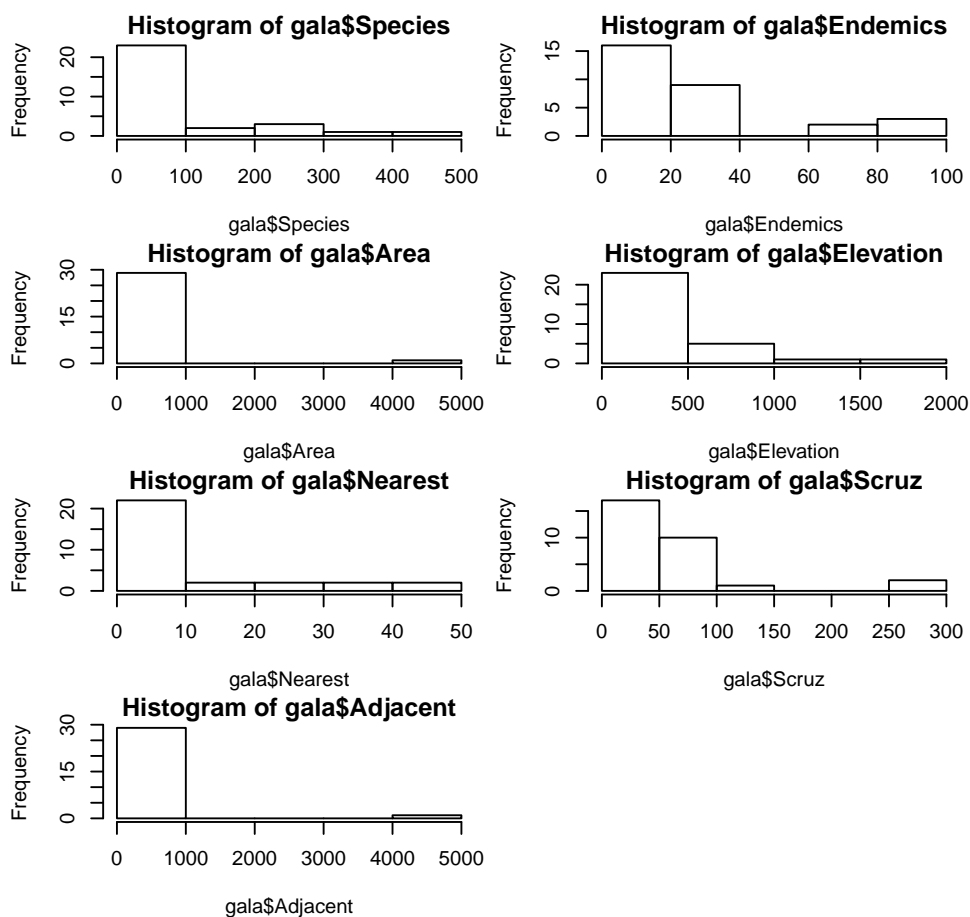 Histogram of gala$Species
Frequency
0 10 20
0 100 200 300 400 500
gala$Species
Histogram of gala$Endemics
Frequency
0 5 15
0 20 40 60 80 100
gala$Endemics
Histogram of gala$Area
Frequency
0 15 30
0 1000 2000 3000 4000 5000
gala$Area
Histogram of gala$Elevation
Frequency
0 10 20
0 500 1000 1500 2000
gala$Elevation
Histogram of gala$Nearest
Frequency
0 10 20
0 10 20 30 40 50
gala$Nearest
Histogram of gala$Scruz
Frequency
0 10
0 50 100 150 200 250 300
gala$Scruz
Histogram of gala$Adjacent
Frequency
0 15 30
0 1000 2000 3000 4000 5000
gala$Adjacent